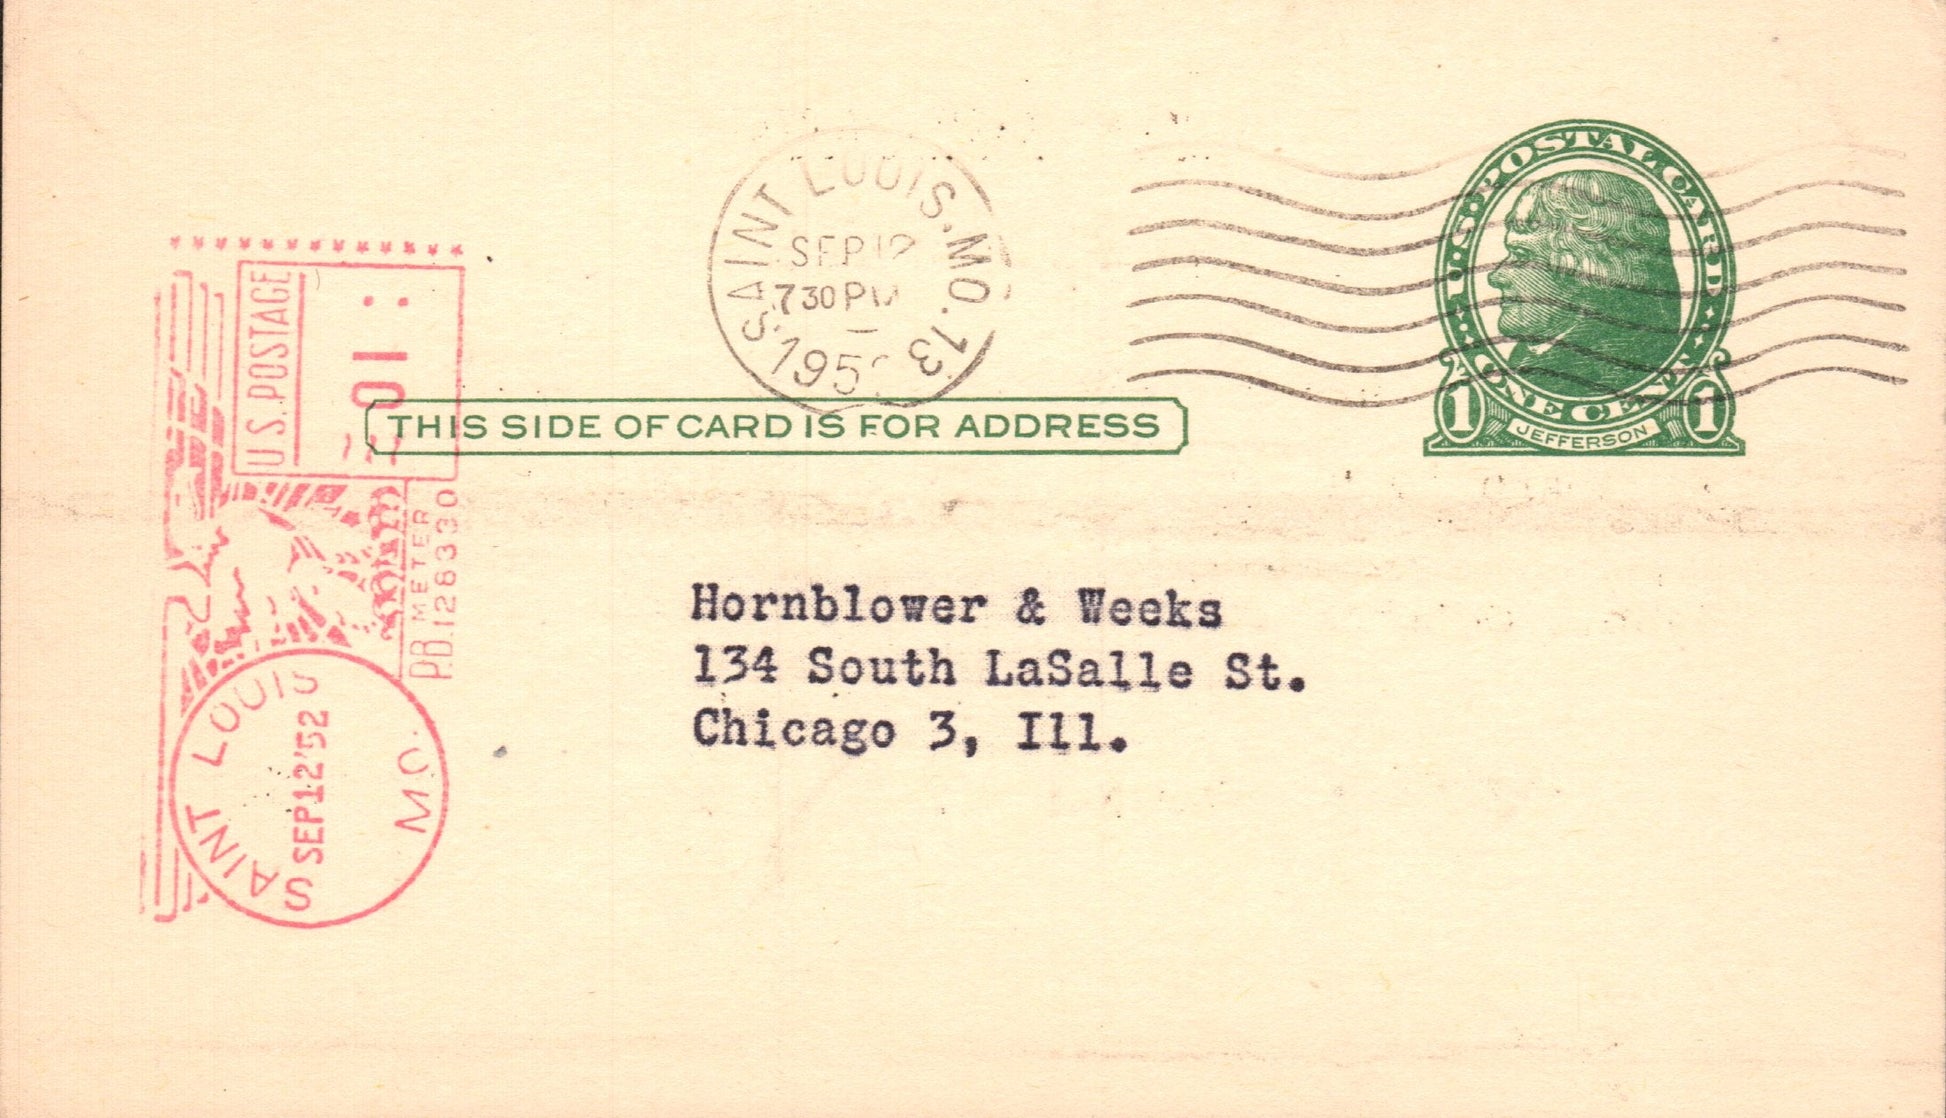 U.S. POSTAGE
01
PB METER
P.B. 128330
SAINT LOUIS
MO.
SEP 12 '52
SAINT LOUIS. MO. 13
SEP 12
7 30 PM
195
U.S. POSTAL CARD
ONE CENT
1 JEFFERSON 1
THIS SIDE OF CARD IS FOR ADDRESS
Hornblower & Weeks
134 South LaSalle St.
Chicago 3, Ill.